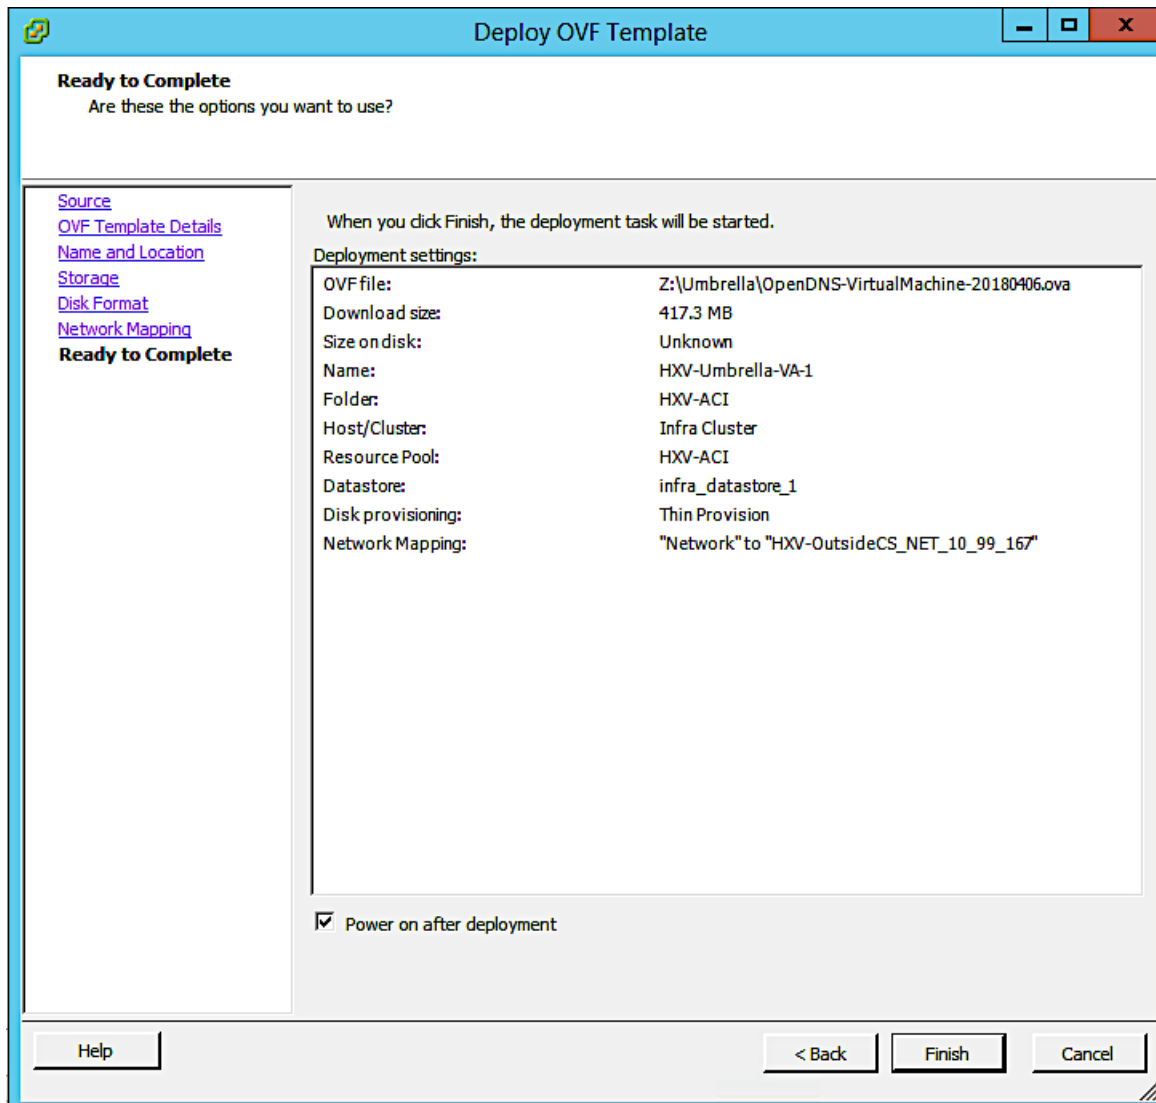 Deploy OVF Template
x
Ready to Complete
Are these the options you want to use?
Source
OVF Template Details
Name and Location
Storage
Disk Format
Network Mapping
Ready to Complete
When you click Finish, the deployment task will be started.
Deployment settings:
OVF file: Z:\Umbrella\OpenDNS-VirtualMachine-20180406.ova
Download size: 417.3 MB
Size on disk: Unknown
Name: HXV-Umbrella-VA-1
Folder: HXV-ACI
Host/Cluster: Infra Cluster
Resource Pool: HXV-ACI
Datastore: infra_datastore_1
Disk provisioning: Thin Provision
Network Mapping: "Network" to "HXV-OutsideCS_NET_10_99_167"
Power on after deployment
Help < Back Finish Cancel